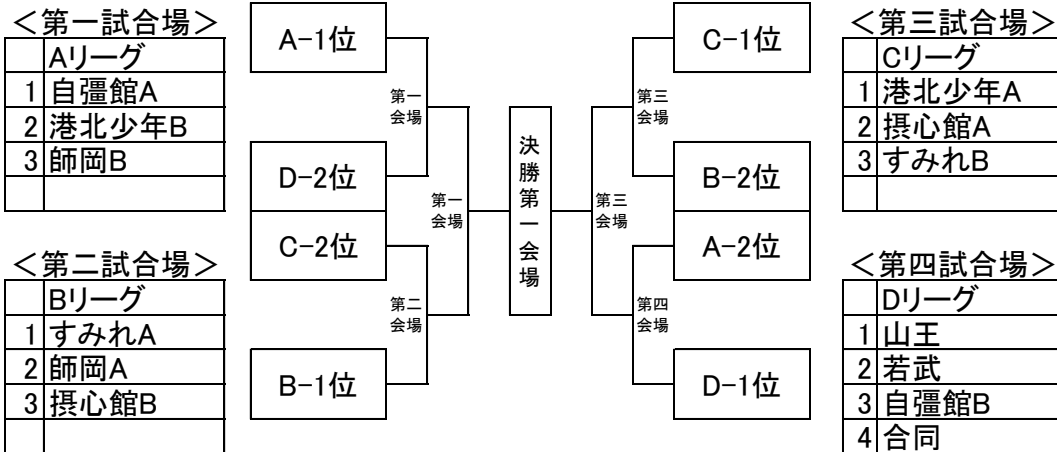 ＜第一試合場＞
Aリーグ
1 自彊館A
2 港北少年B
3 師岡B
＜第二試合場＞
Bリーグ
1 すみれA
2 師岡A
3 摂心館B
A-1位
D-2位
C-2位
B-1位
第一
会場
第二
会場
第一
会場
決勝第一会場
第三
会場
第三
会場
第四
会場
C-1位
B-2位
A-2位
D-1位
＜第三試合場＞
Cリーグ
1 港北少年A
2 摂心館A
3 すみれB
＜第四試合場＞
Dリーグ
1 山王
2 若武
3 自彊館B
4 合同